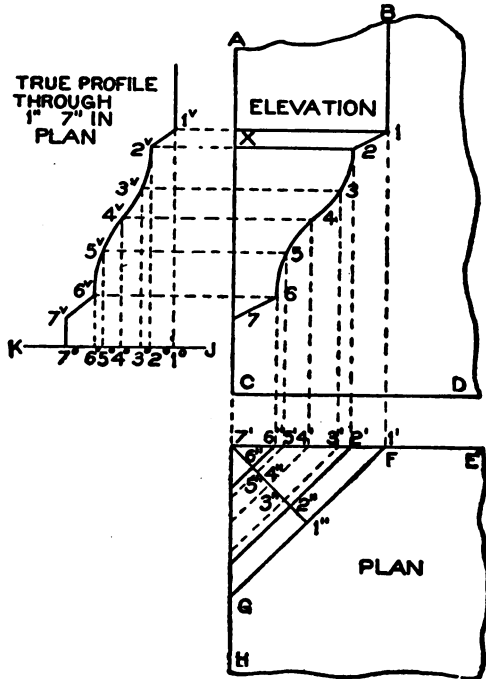 A
B
TRUE PROFILE
THROUGH
1" 7" IN
PLAN
ELEVATION
1ᵛ
X
1
2ᵛ
2
3ᵛ
3
4ᵛ
4
5ᵛ
5
6ᵛ
6
7ᵛ
7
K
7° 6° 5° 4° 3° 2° 1°
J
C
D
7' 6' 5' 4' 3' 2' 1'
F
E
6"
5"
4"
3"
2"
1"
PLAN
G
H